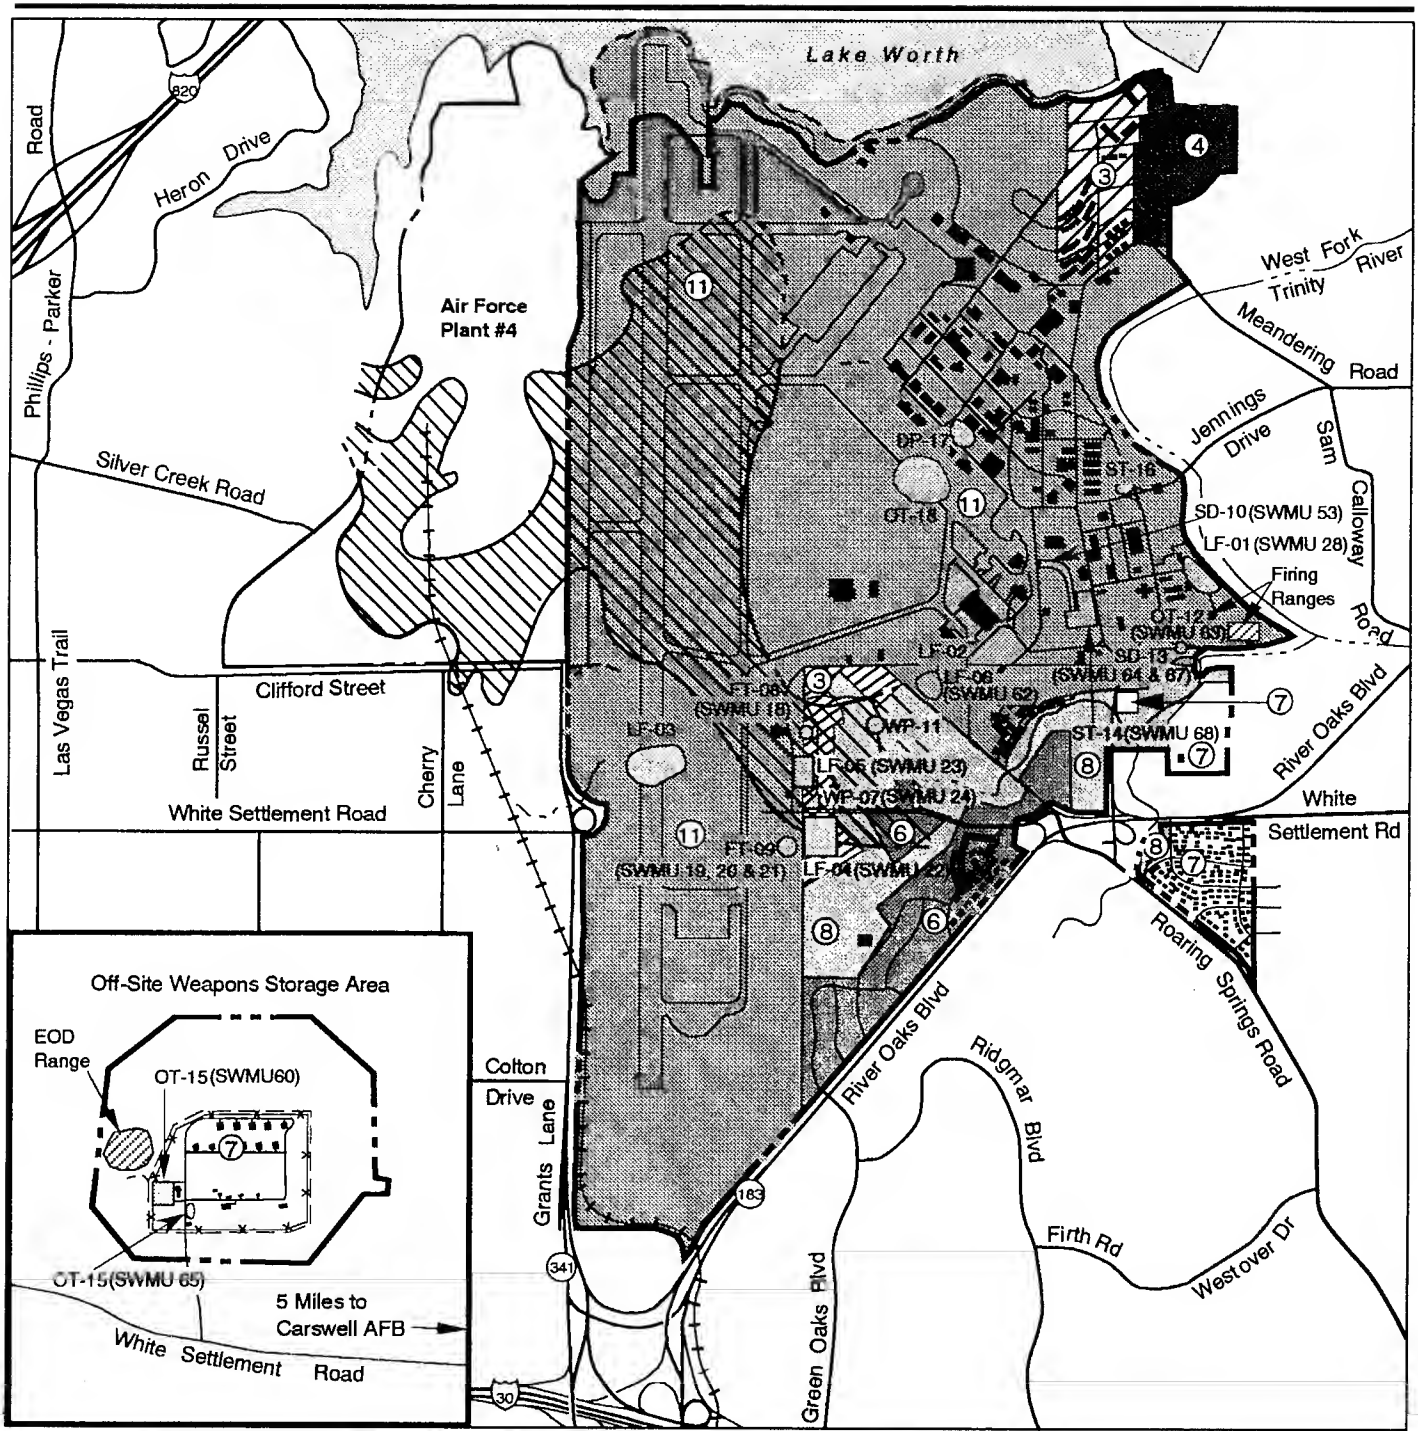 Lake Worth
820
Road
Heron Drive
4
3
West Fork
Trinity
River
Phillips - Parker
11
Air Force
Plant #4
Meandering
Road
Jennings
Drive
Sam
Calloway
Road
DP-17
ST-16
Silver Creek Road
OT-18
11
SD-10(SWMU 53)
LF-01(SWMU 28)
Firing
Ranges
OT-12
(SWMU 63)
LF-02
SD-13
(SWMU 64 & 67)
Las Vegas Trail
Clifford Street
3
LF-06
(SWMU 62)
FT-08
(SWMU 18)
7
Russel
Street
Cherry
Lane
LF-03
WP-11
ST-14(SWMU 68)
River Oaks Blvd
LF-05 (SWMU 23)
8
7
WP-07(SWMU 24)
White Settlement Road
White
Settlement Rd
11
6
FT-09
(SWMU 19, 20 & 21)
LF-04(SWMU 22)
8
7
8
6
Roaring Springs Road
Off-Site Weapons Storage Area
EOD
Range
OT-15(SWMU60)
7
OT-15(SWMU 65)
5 Miles to
Carswell AFB
White Settlement Road
Colton
Drive
Grants Lane
River Oaks Blvd
Ridgmar Blvd
183
341
Firth Rd
Westover Dr
Green Oaks Blvd
30